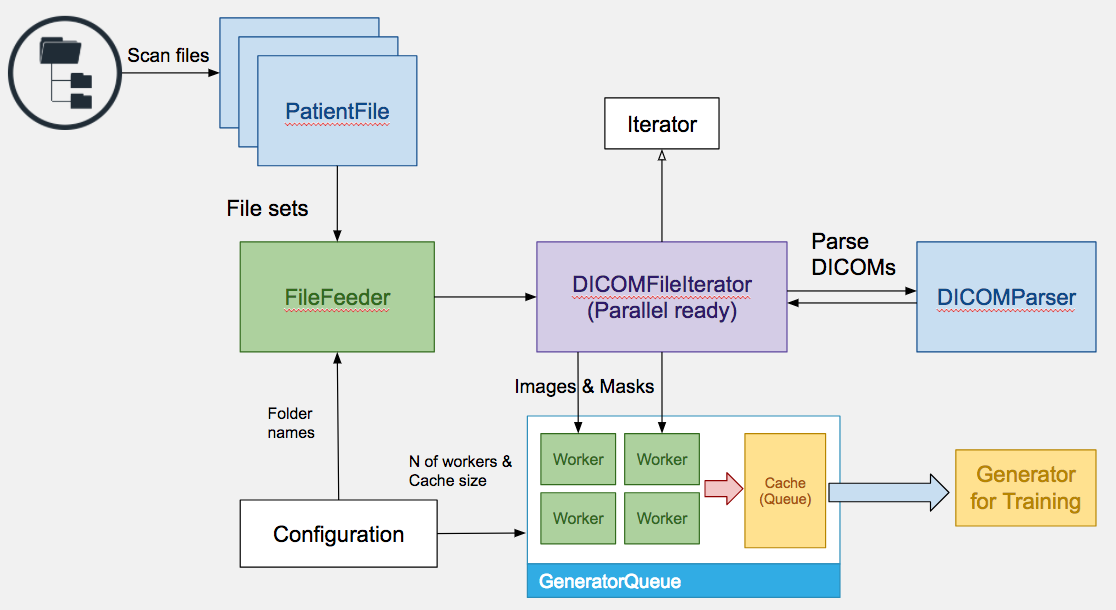 Scan files
PatientFile
Iterator
File sets
Parse
DICOMs
FileFeeder
DICOMFileIterator
(Parallel ready)
DICOMParser
Images & Masks
Folder
names
N of workers &
Cache size
Worker
Worker
Worker
Worker
Cache
(Queue)
Generator
for Training
Configuration
GeneratorQueue